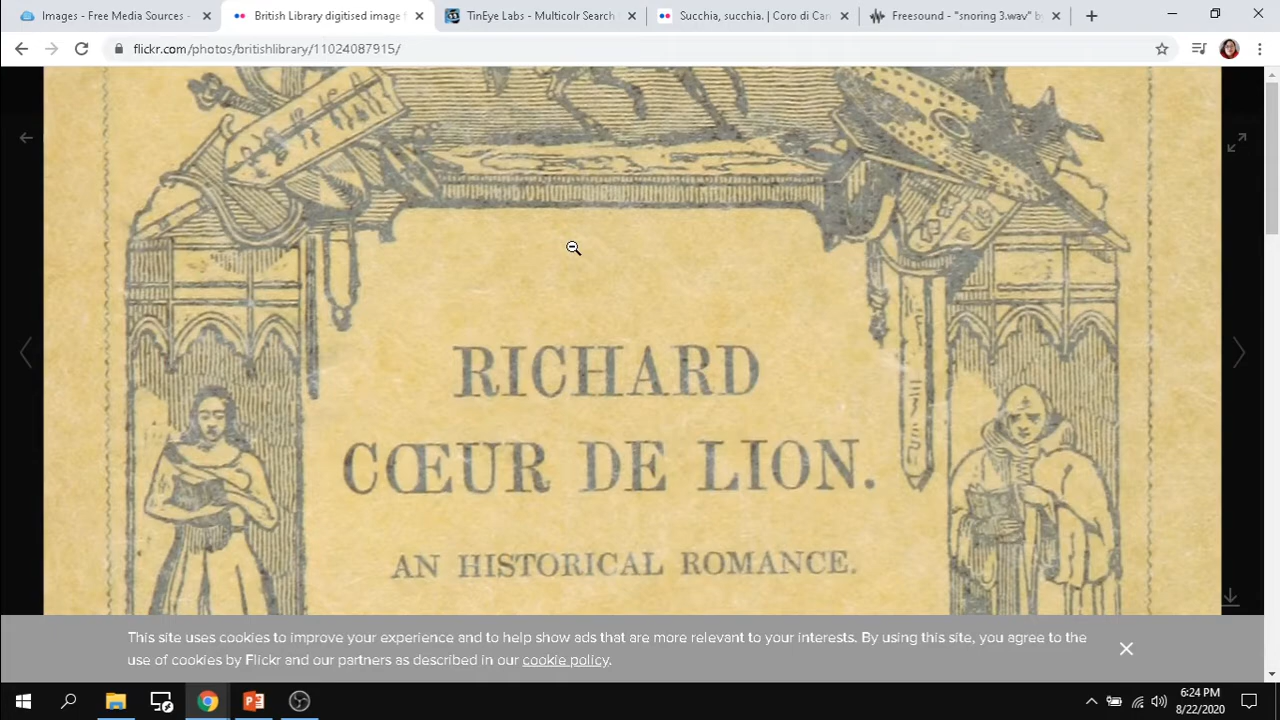 Images - Free Media Sources
British Library digitised image f
TinEye Labs - Multicolr Search
Succhia, succhia. | Coro di Can
Freesound - "snoring 3.wav" by
flickr.com/photos/britishlibrary/11024087915/
RICHARD
CŒUR DE LION.
AN HISTORICAL ROMANCE.
This site uses cookies to improve your experience and to help show ads that are more relevant to your interests. By using this site, you agree to the
use of cookies by Flickr and our partners as described in our cookie policy.
6:24 PM
8/22/2020